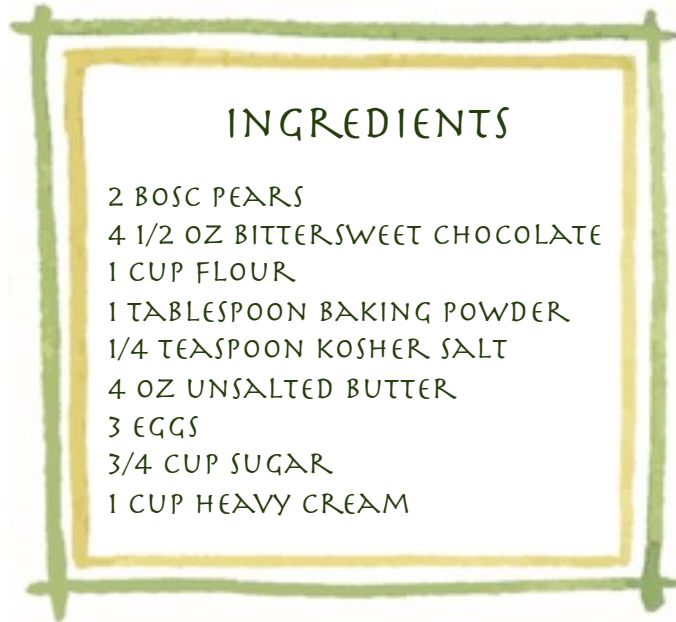 INGREDIENTS
2 BOSC PEARS
4 1/2 OZ BITTERSWEET CHOCOLATE
1 CUP FLOUR
1 TABLESPOON BAKING POWDER
1/4 TEASPOON KOSHER SALT
4 OZ UNSALTED BUTTER
3 EGGS
3/4 CUP SUGAR
1 CUP HEAVY CREAM